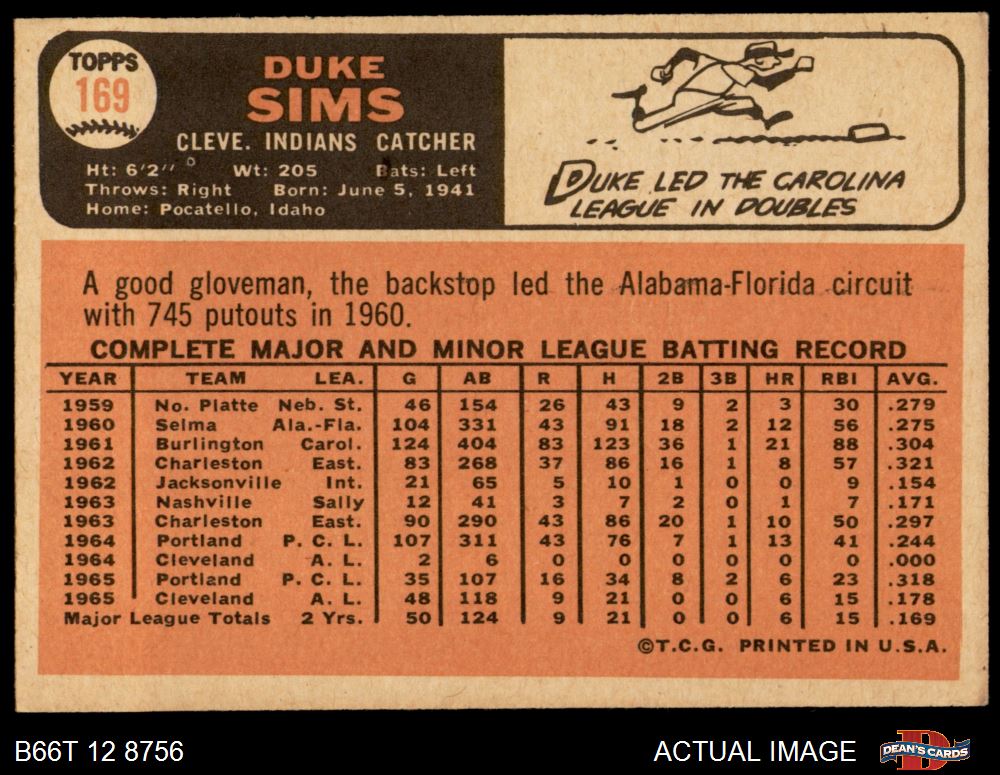 TOPPS
169
DUKE
SIMS
CLEVE. INDIANS CATCHER
Ht: 6'2" Wt: 205 Bats: Left
Throws: Right Born: June 5, 1941
Home: Pocatello, Idaho
DUKE LED THE CAROLINA
LEAGUE IN DOUBLES
A good gloveman, the backstop led the Alabama-Florida circuit
with 745 putouts in 1960.
COMPLETE MAJOR AND MINOR LEAGUE BATTING RECORD
YEAR TEAM LEA. G AB R H 2B 3B HR RBI AVG.
1959 No. Platte Neb. St. 46 154 26 43 9 2 3 30 .279
1960 Selma Ala.-Fla. 104 331 43 91 18 2 12 56 .275
1961 Burlington Carol. 124 404 83 123 36 1 21 88 .304
1962 Charleston East. 83 268 37 86 16 1 8 57 .321
1962 Jacksonville Int. 21 65 5 10 1 0 0 9 .154
1963 Nashville Sally 12 41 3 7 2 0 1 7 .171
1963 Charleston East. 90 290 43 86 20 1 10 50 .297
1964 Portland P. C. L. 107 311 43 76 7 1 13 41 .244
1964 Cleveland A. L. 2 6 0 0 0 0 0 0 .000
1965 Portland P. C. L. 35 107 16 34 8 2 6 23 .318
1965 Cleveland A. L. 48 118 9 21 0 0 6 15 .178
Major League Totals 2 Yrs. 50 124 9 21 0 0 6 15 .169
©T.C.G. PRINTED IN U.S.A.
B66T 12 8756 ACTUAL IMAGE D DEAN'S CARDS